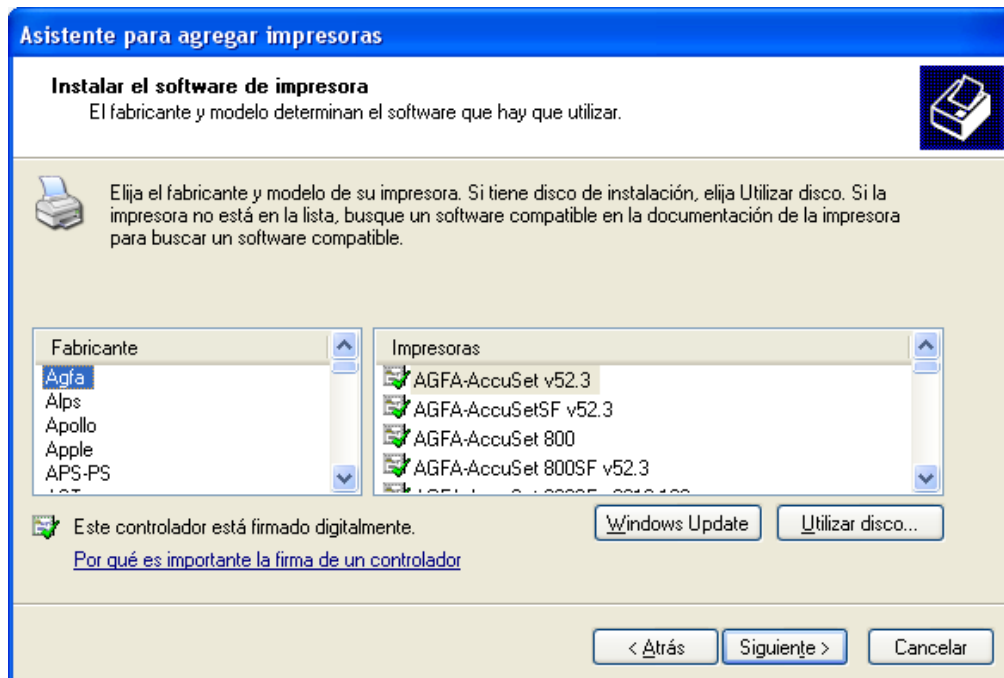 Asistente para agregar impresoras
Instalar el software de impresora
El fabricante y modelo determinan el software que hay que utilizar.
Elija el fabricante y modelo de su impresora. Si tiene disco de instalación, elija Utilizar disco. Si la
impresora no está en la lista, busque un software compatible en la documentación de la impresora
para buscar un software compatible.
Fabricante
Agfa
Alps
Apollo
Apple
APS-PS
Impresoras
AGFA-AccuSet v52.3
AGFA-AccuSetSF v52.3
AGFA-AccuSet 800
AGFA-AccuSet 800SF v52.3
Este controlador está firmado digitalmente.
Por qué es importante la firma de un controlador
Windows Update
Utilizar disco...
< Atrás
Siguiente >
Cancelar